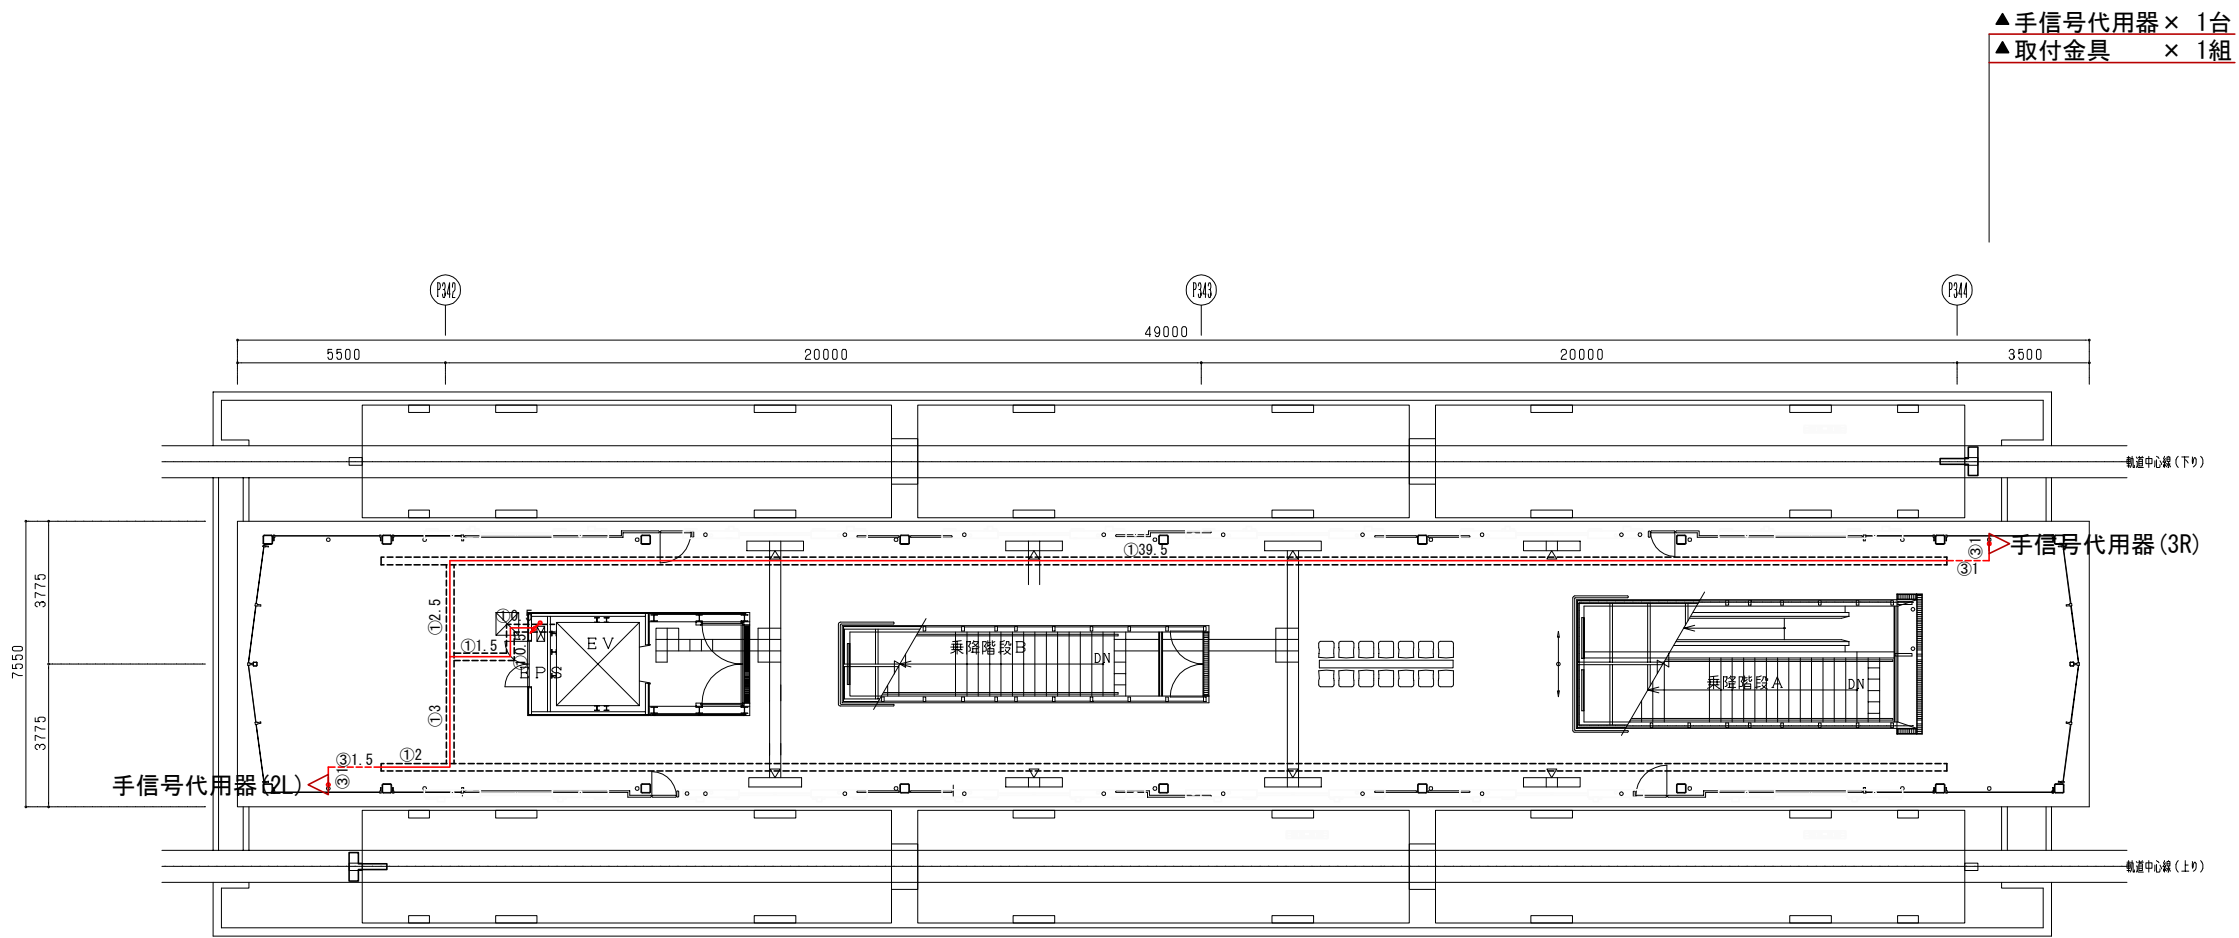 ▲手信号代用器× 1台
▲取付金具 × 1組
P342
P343
P344
49000
5500
20000
20000
3500
軌道中心線(下り)
①39.5
手信号代用器(3R)
③1
③1
3775
7550
3775
①2.5
①0.5
①1.5
EV
EPS
乗降階段B
DN
乗降階段A
DN
①3
①2
③1.5
③1
手信号代用器(2L)
軌道中心線(上り)